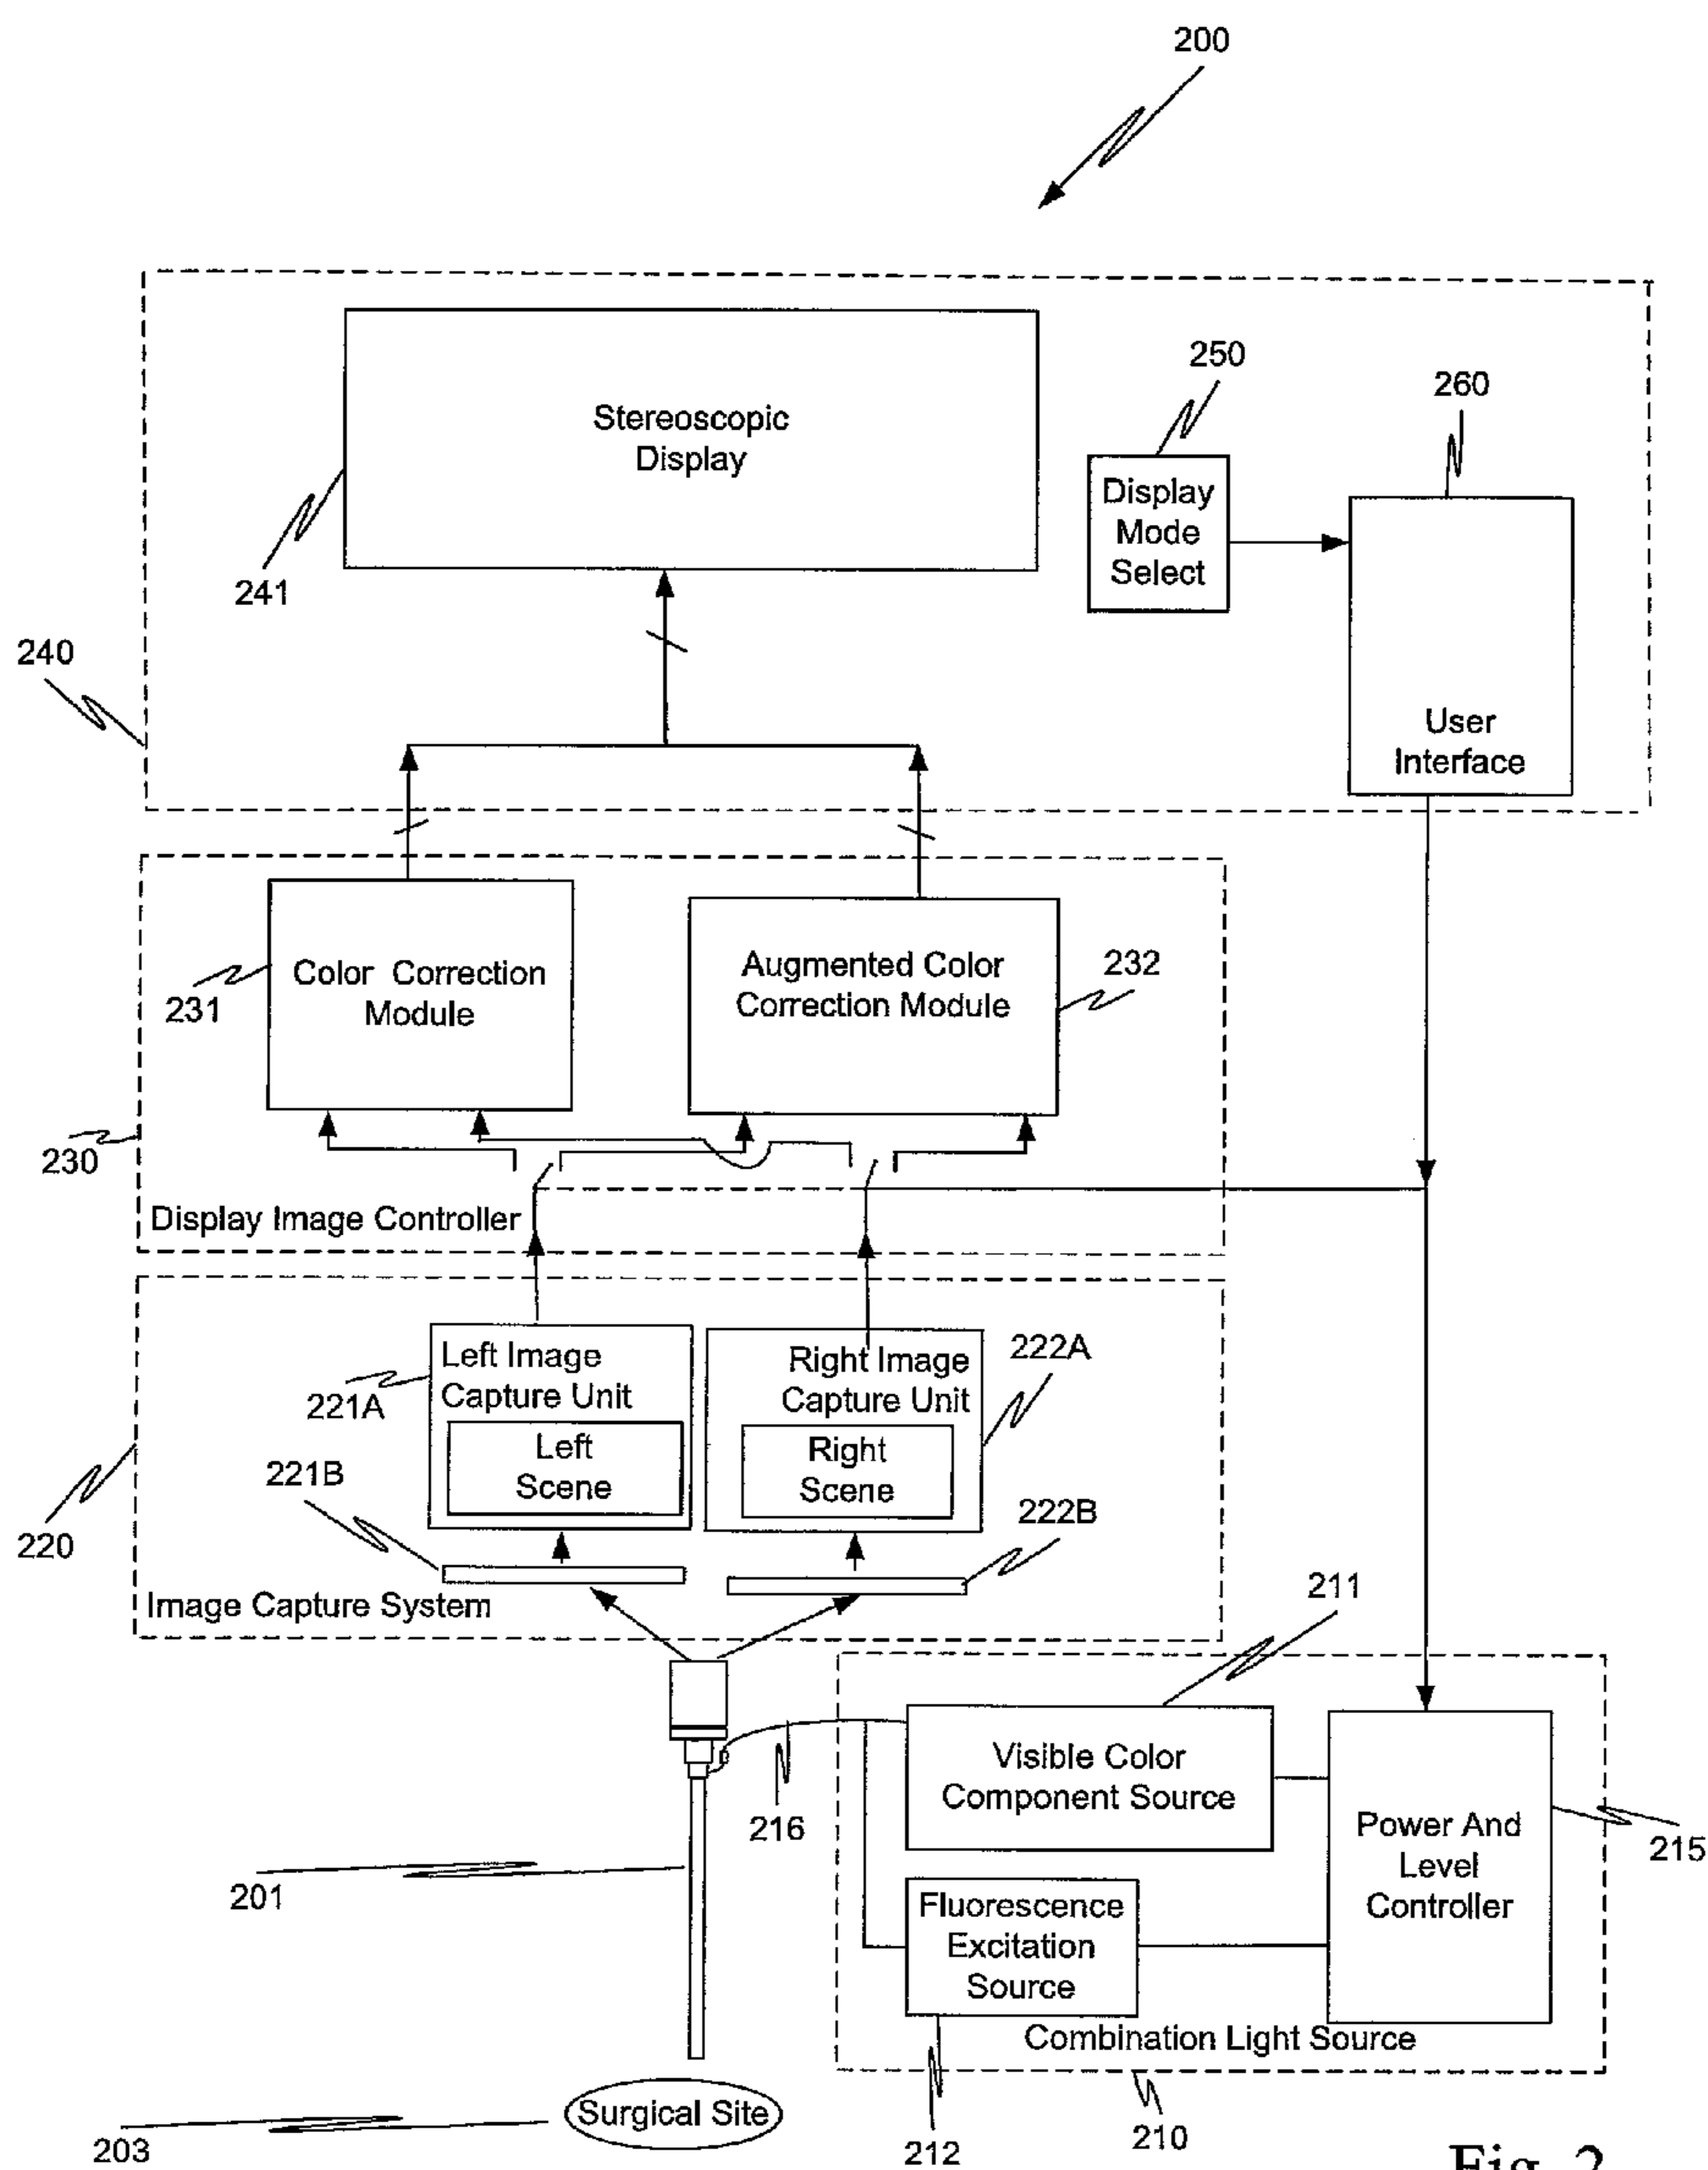 200
Stereoscopic
Display
250
Display
Mode
Select
260
User
Interface
241
240
Color Correction
Module
231
Augmented Color
Correction Module
232
230
Display Image Controller
Left Image
Capture Unit
Left
Scene
221A
Right Image
Capture Unit
Right
Scene
222A
221B
222B
220
Image Capture System
211
Visible Color
Component Source
216
Power And
Level
Controller
215
201
Fluorescence
Excitation
Source
Combination Light Source
Surgical Site
203
212
210
Fig. 2